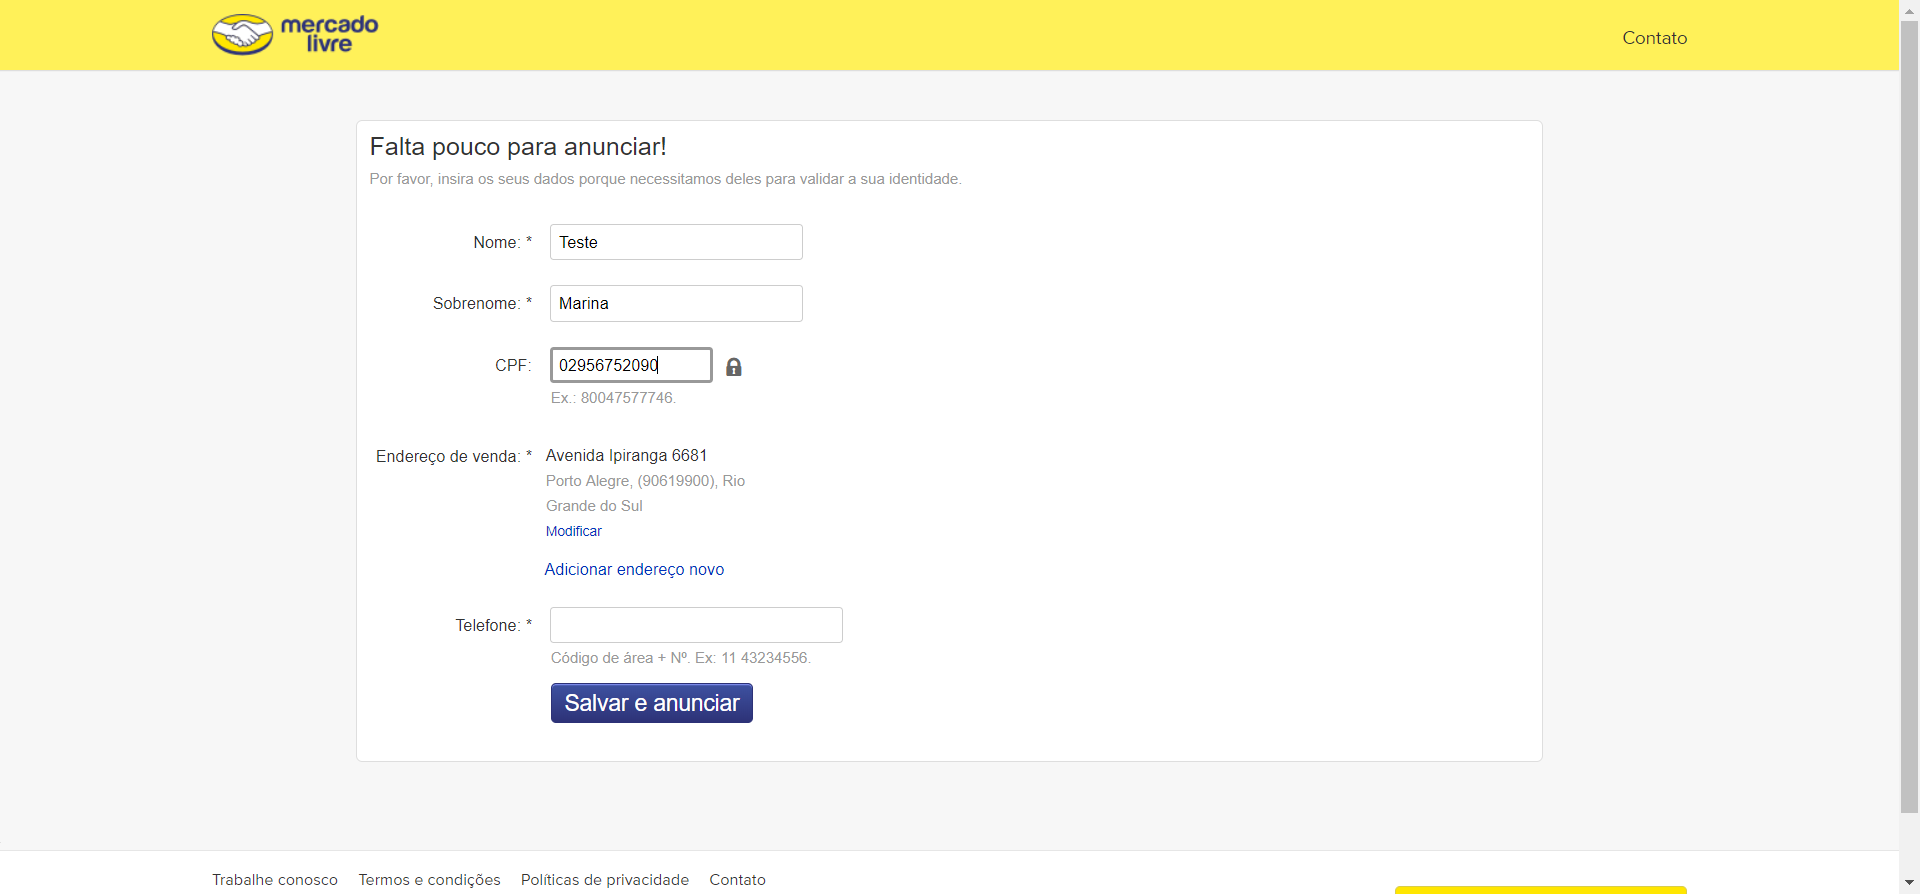 mercado
livre
Contato
Falta pouco para anunciar!
Por favor, insira os seus dados porque necessitamos deles para validar a sua identidade.
Nome: * Teste
Sobrenome: * Marina
CPF: 02956752090
Ex.: 80047577746.
Endereço de venda: * Avenida Ipiranga 6681
Porto Alegre, (90619900), Rio
Grande do Sul
Modificar
Adicionar endereço novo
Telefone: *
Código de área + Nº. Ex: 11 43234556.
Salvar e anunciar
Trabalhe conosco Termos e condições Políticas de privacidade Contato